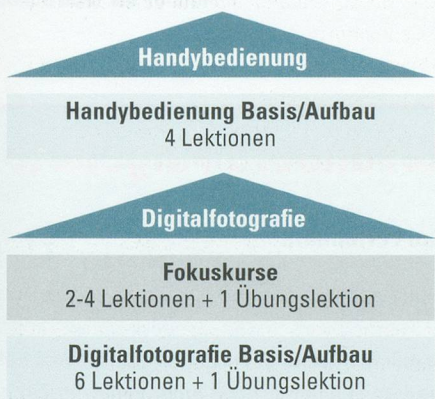 Handybedienung
Handybedienung Basis/Aufbau
4 Lektionen
Digitalfotografie
Fokuskurse
2-4 Lektionen + 1 Übungslektion
Digitalfotografie Basis/Aufbau
6 Lektionen + 1 Übungslektion